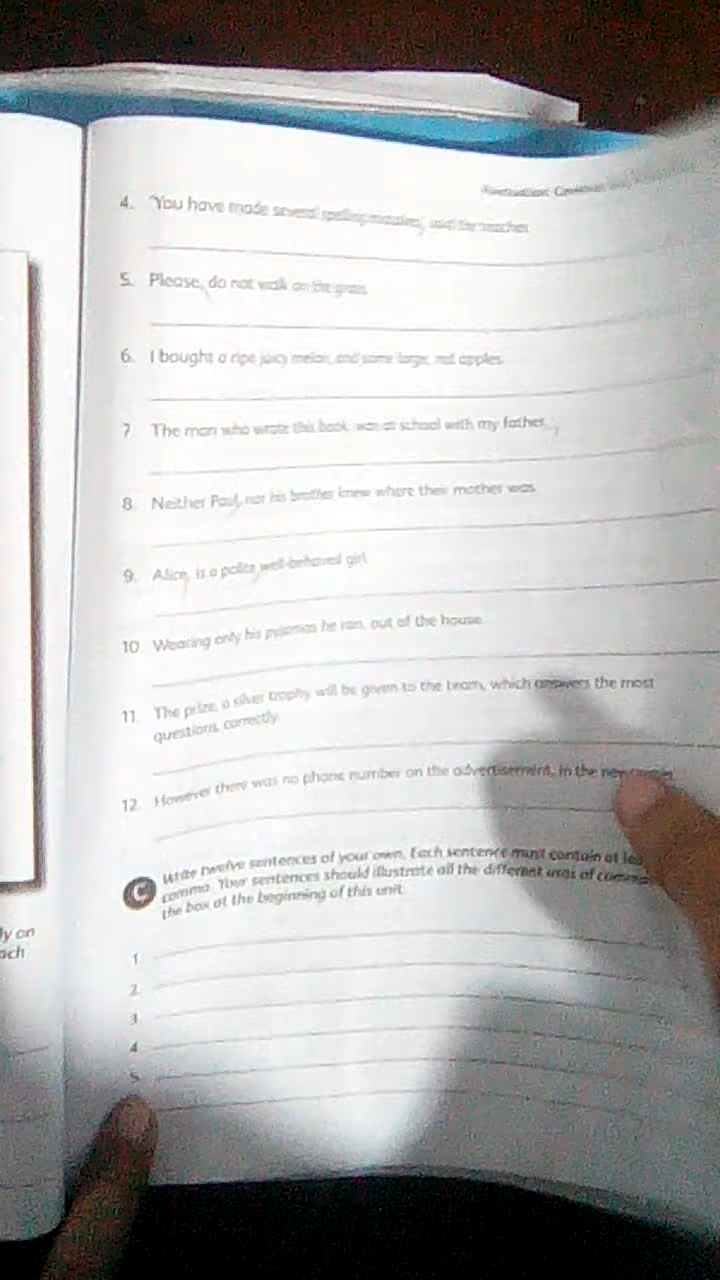 4. "You have made several spelling mistakes," said the teacher.
5. Please, do not walk on the grass.
6. I bought a ripe juicy melon, and some large, red apples.
7. The man who wrote this book, was at school with my father.
8. Neither Paul, nor his brother knew where their mother was.
9. Alice, is a polite well-behaved girl.
10. Wearing only his pyjamas he ran, out of the house.
11. The prize, a silver trophy will be given to the team, which answers the most
questions, correctly.
12. However there was no phone number on the advertisement, in the
C Write twelve sentences of your own. Each sentence must contain at
comma. Your sentences should illustrate all the different uses of
the box at the beginning of this unit.
1.
2.
3.
4.
5.
ly on
ach